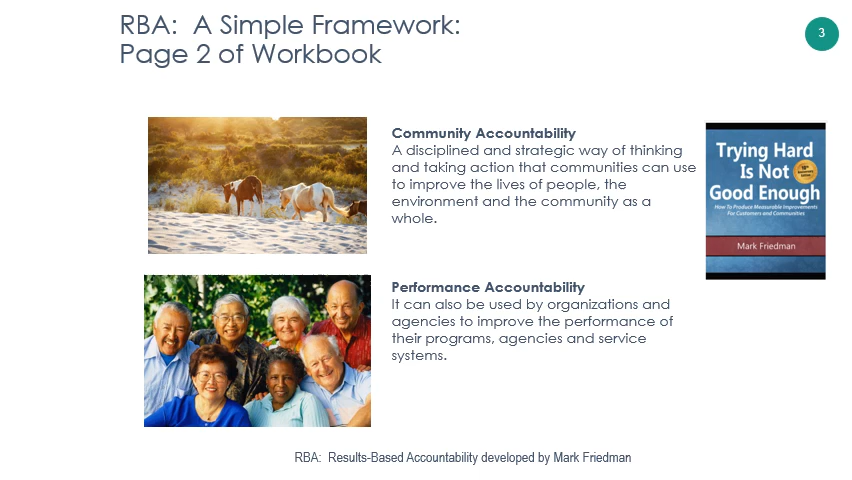 RBA:  A Simple Framework:
Page 2 of Workbook
3
Community Accountability
A disciplined and strategic way of thinking
and taking action that communities can use
to improve the lives of people, the
environment and the community as a
whole.
Trying Hard
Is Not
Good Enough
How To Produce Measurable Improvements
For Customers and Communities
Mark Friedman
Performance Accountability
It can also be used by organizations and
agencies to improve the performance of
their programs, agencies and service
systems.
RBA:  Results-Based Accountability developed by Mark Friedman